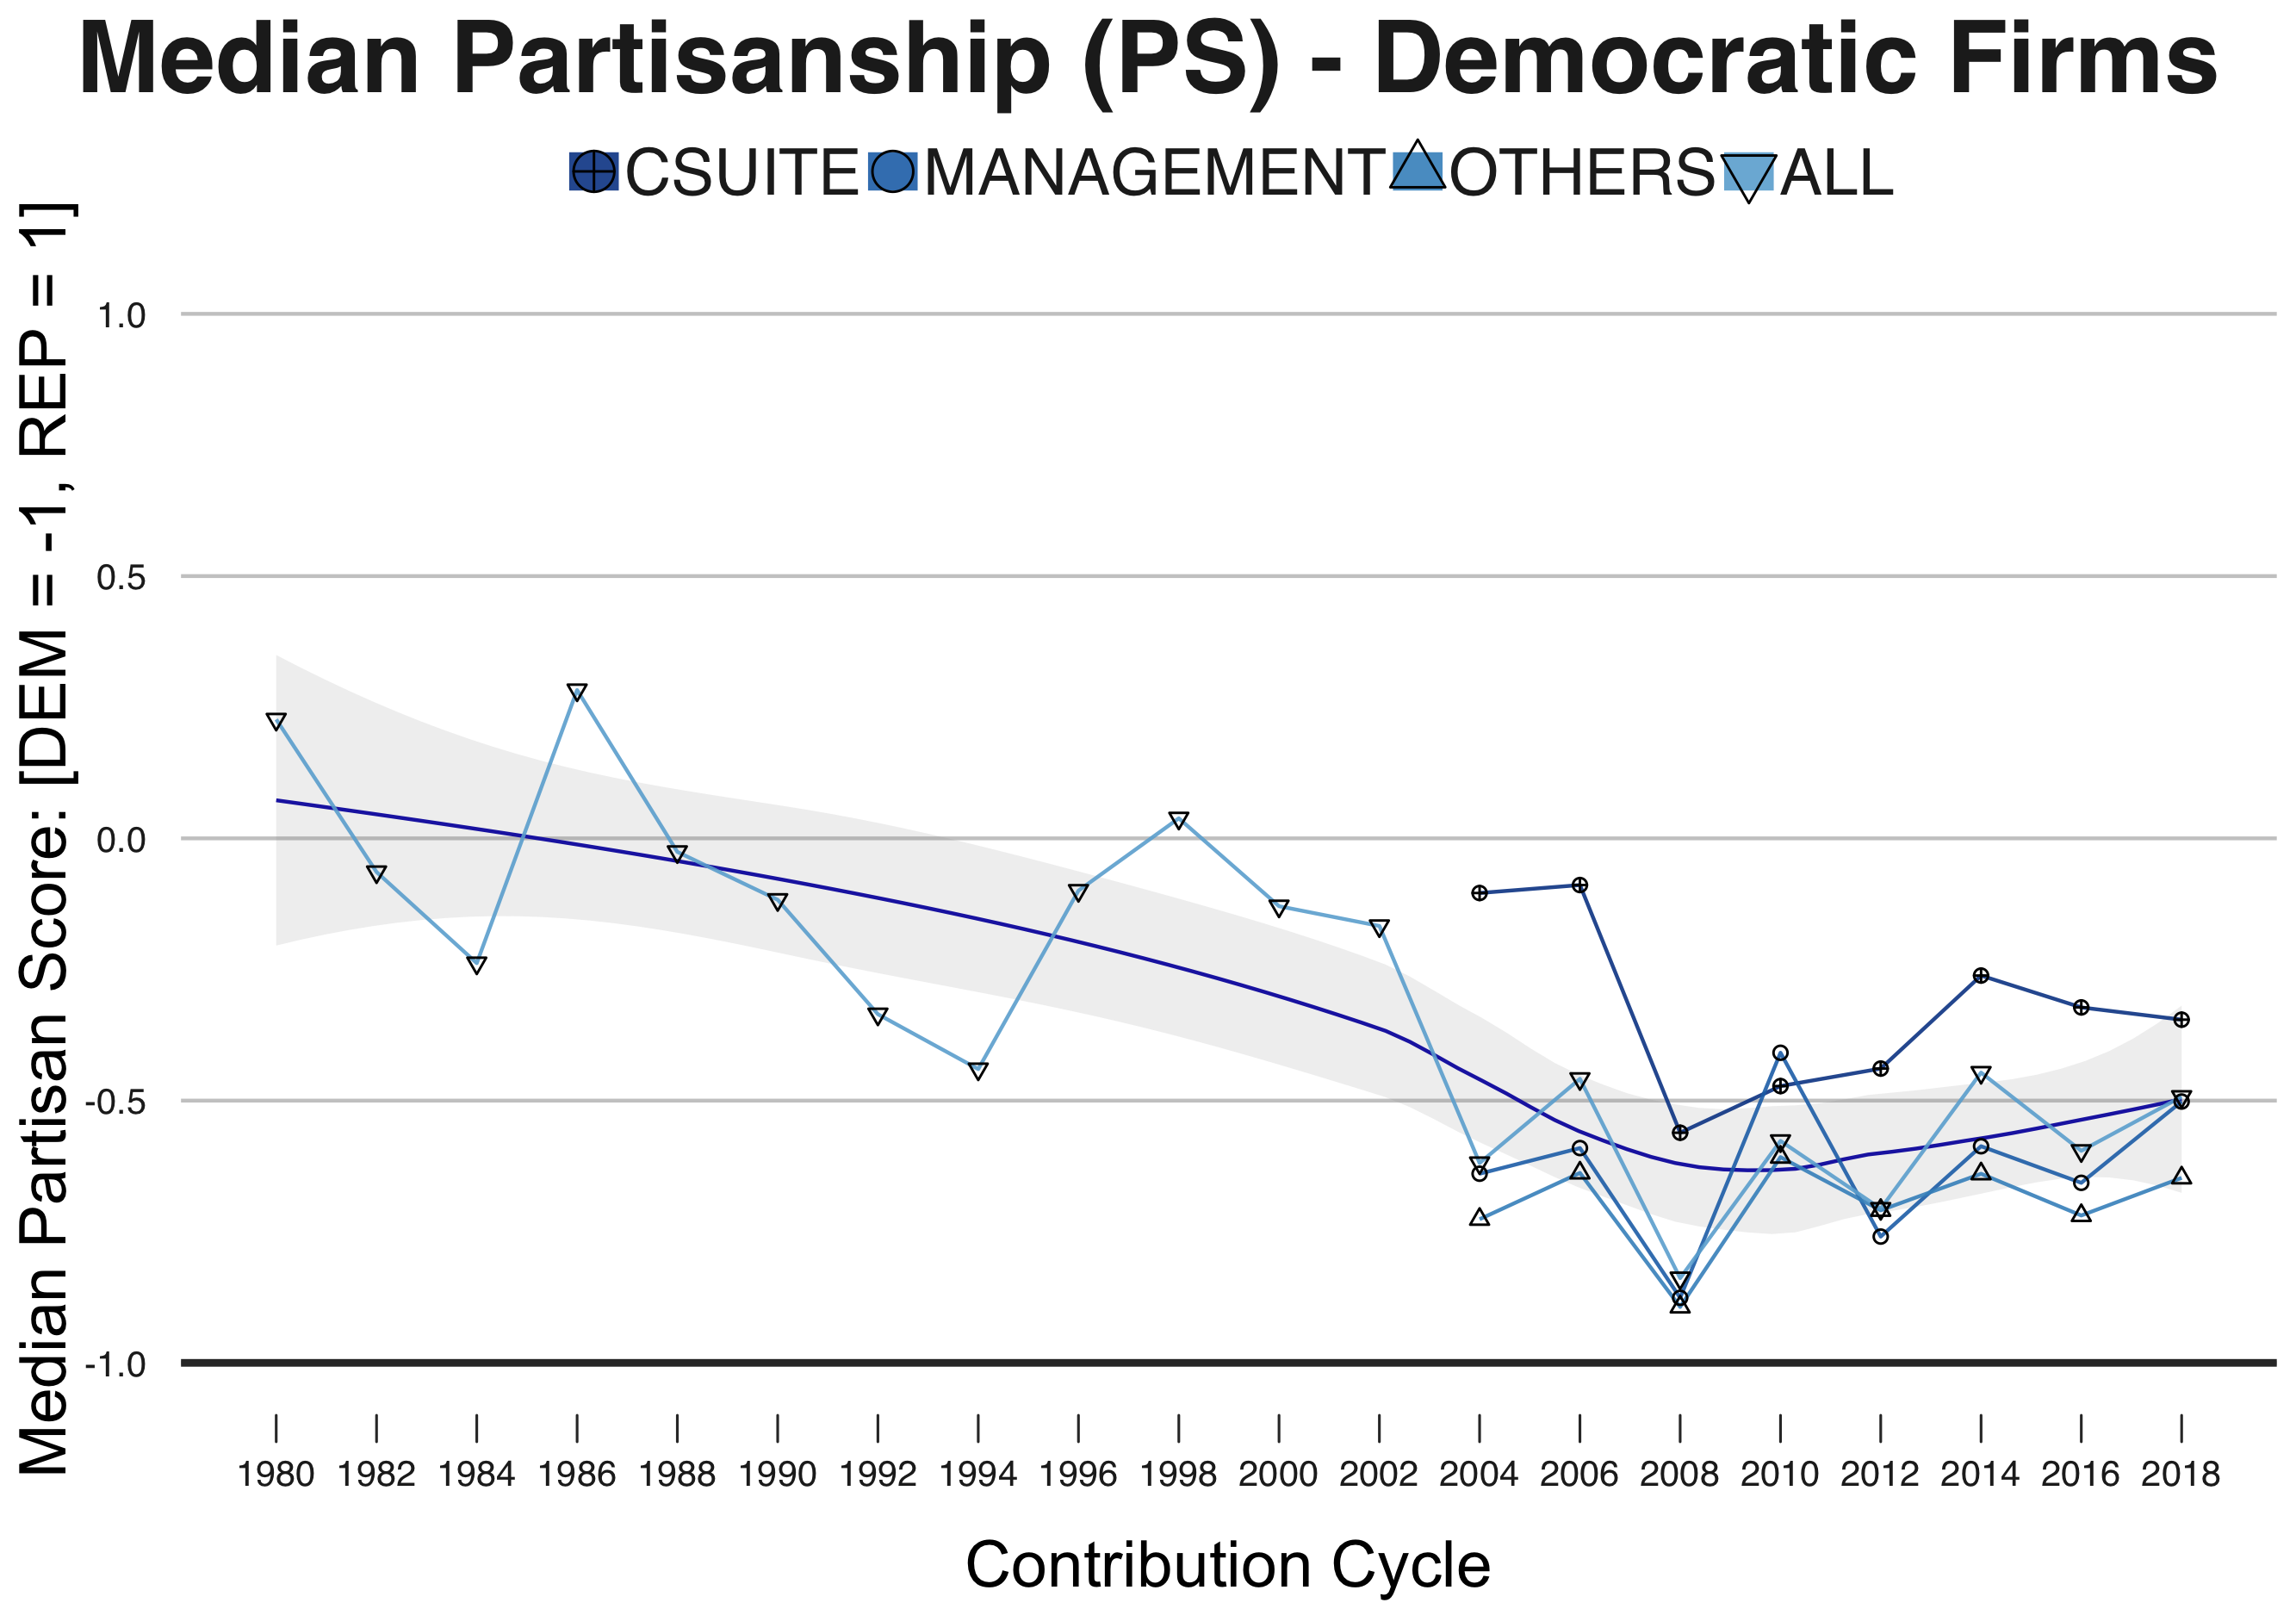 Median Partisanship (PS) - Democratic Firms
CSUITE MANAGEMENT OTHERS ALL
Median Partisan Score: [DEM = -1, REP = 1]
1.0
0.5
0.0
-0.5
-1.0
1980 1982 1984 1986 1988 1990 1992 1994 1996 1998 2000 2002 2004 2006 2008 2010 2012 2014 2016 2018
Contribution Cycle